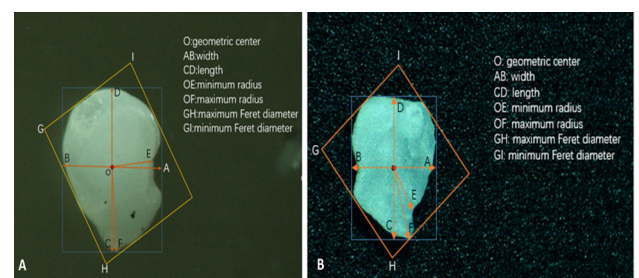 I
O:geometric center
AB:width
CD:length
OE:minimum radius
OF:maximum radius
GH:maximum Feret diameter
GI:minimum Feret diameter
D
G
B
E
A
O
C F
H
A
I
O: geometric center
AB: width
CD: length
OE: minimum radius
OF: maximum radius
GH: maximum Feret diameter
GI: minimum Feret diameter
D
G
B
A
E
C
F
H
B